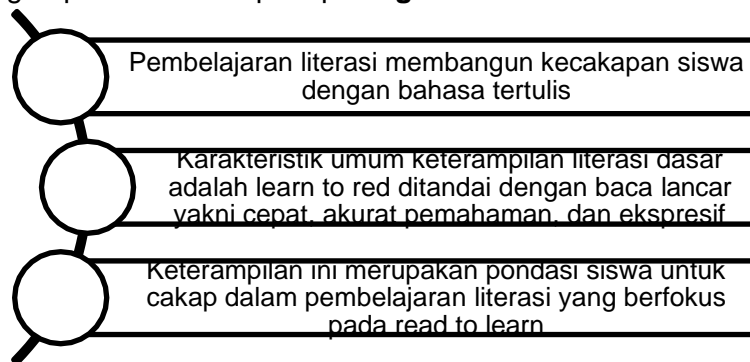 Pembelajaran literasi membangun kecakapan siswa
dengan bahasa tertulis
Karakteristik umum keterampilan literasi dasar
adalah learn to red ditandai dengan baca lancar
yakni cepat, akurat pemahaman, dan ekspresif
Keterampilan ini merupakan pondasi siswa untuk
cakap dalam pembelajaran literasi yang berfokus
pada read to learn